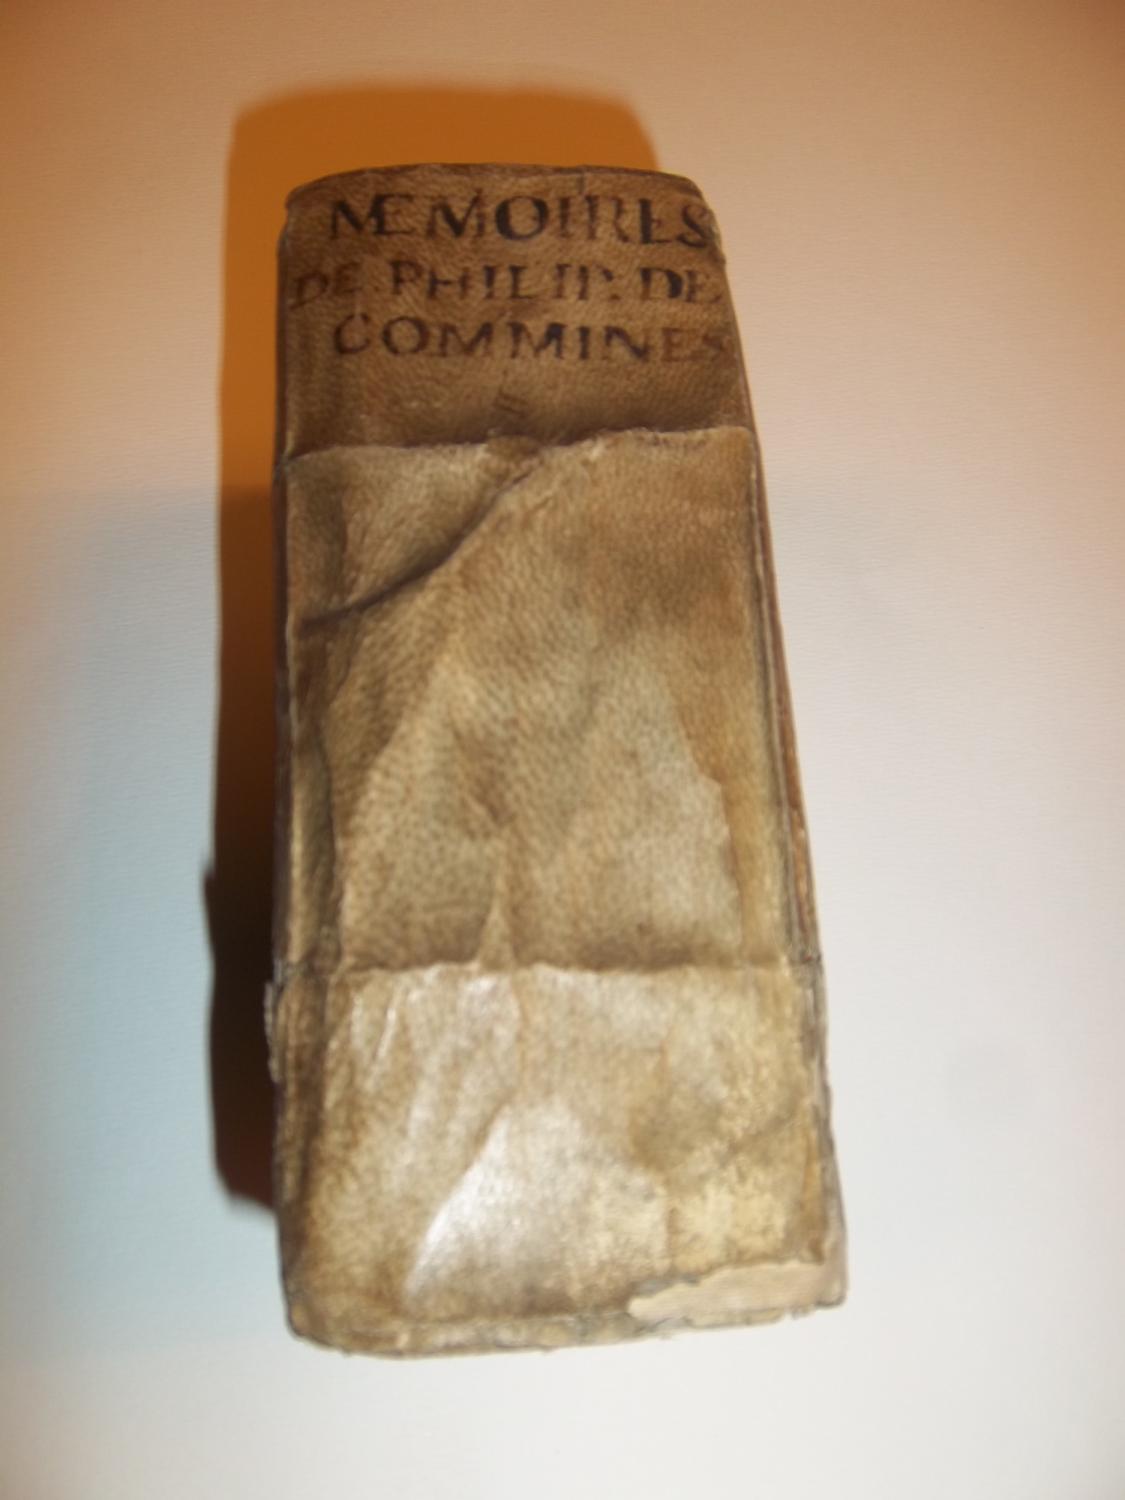 MEMOIRES
DE PHILIP. DE
COMMINES